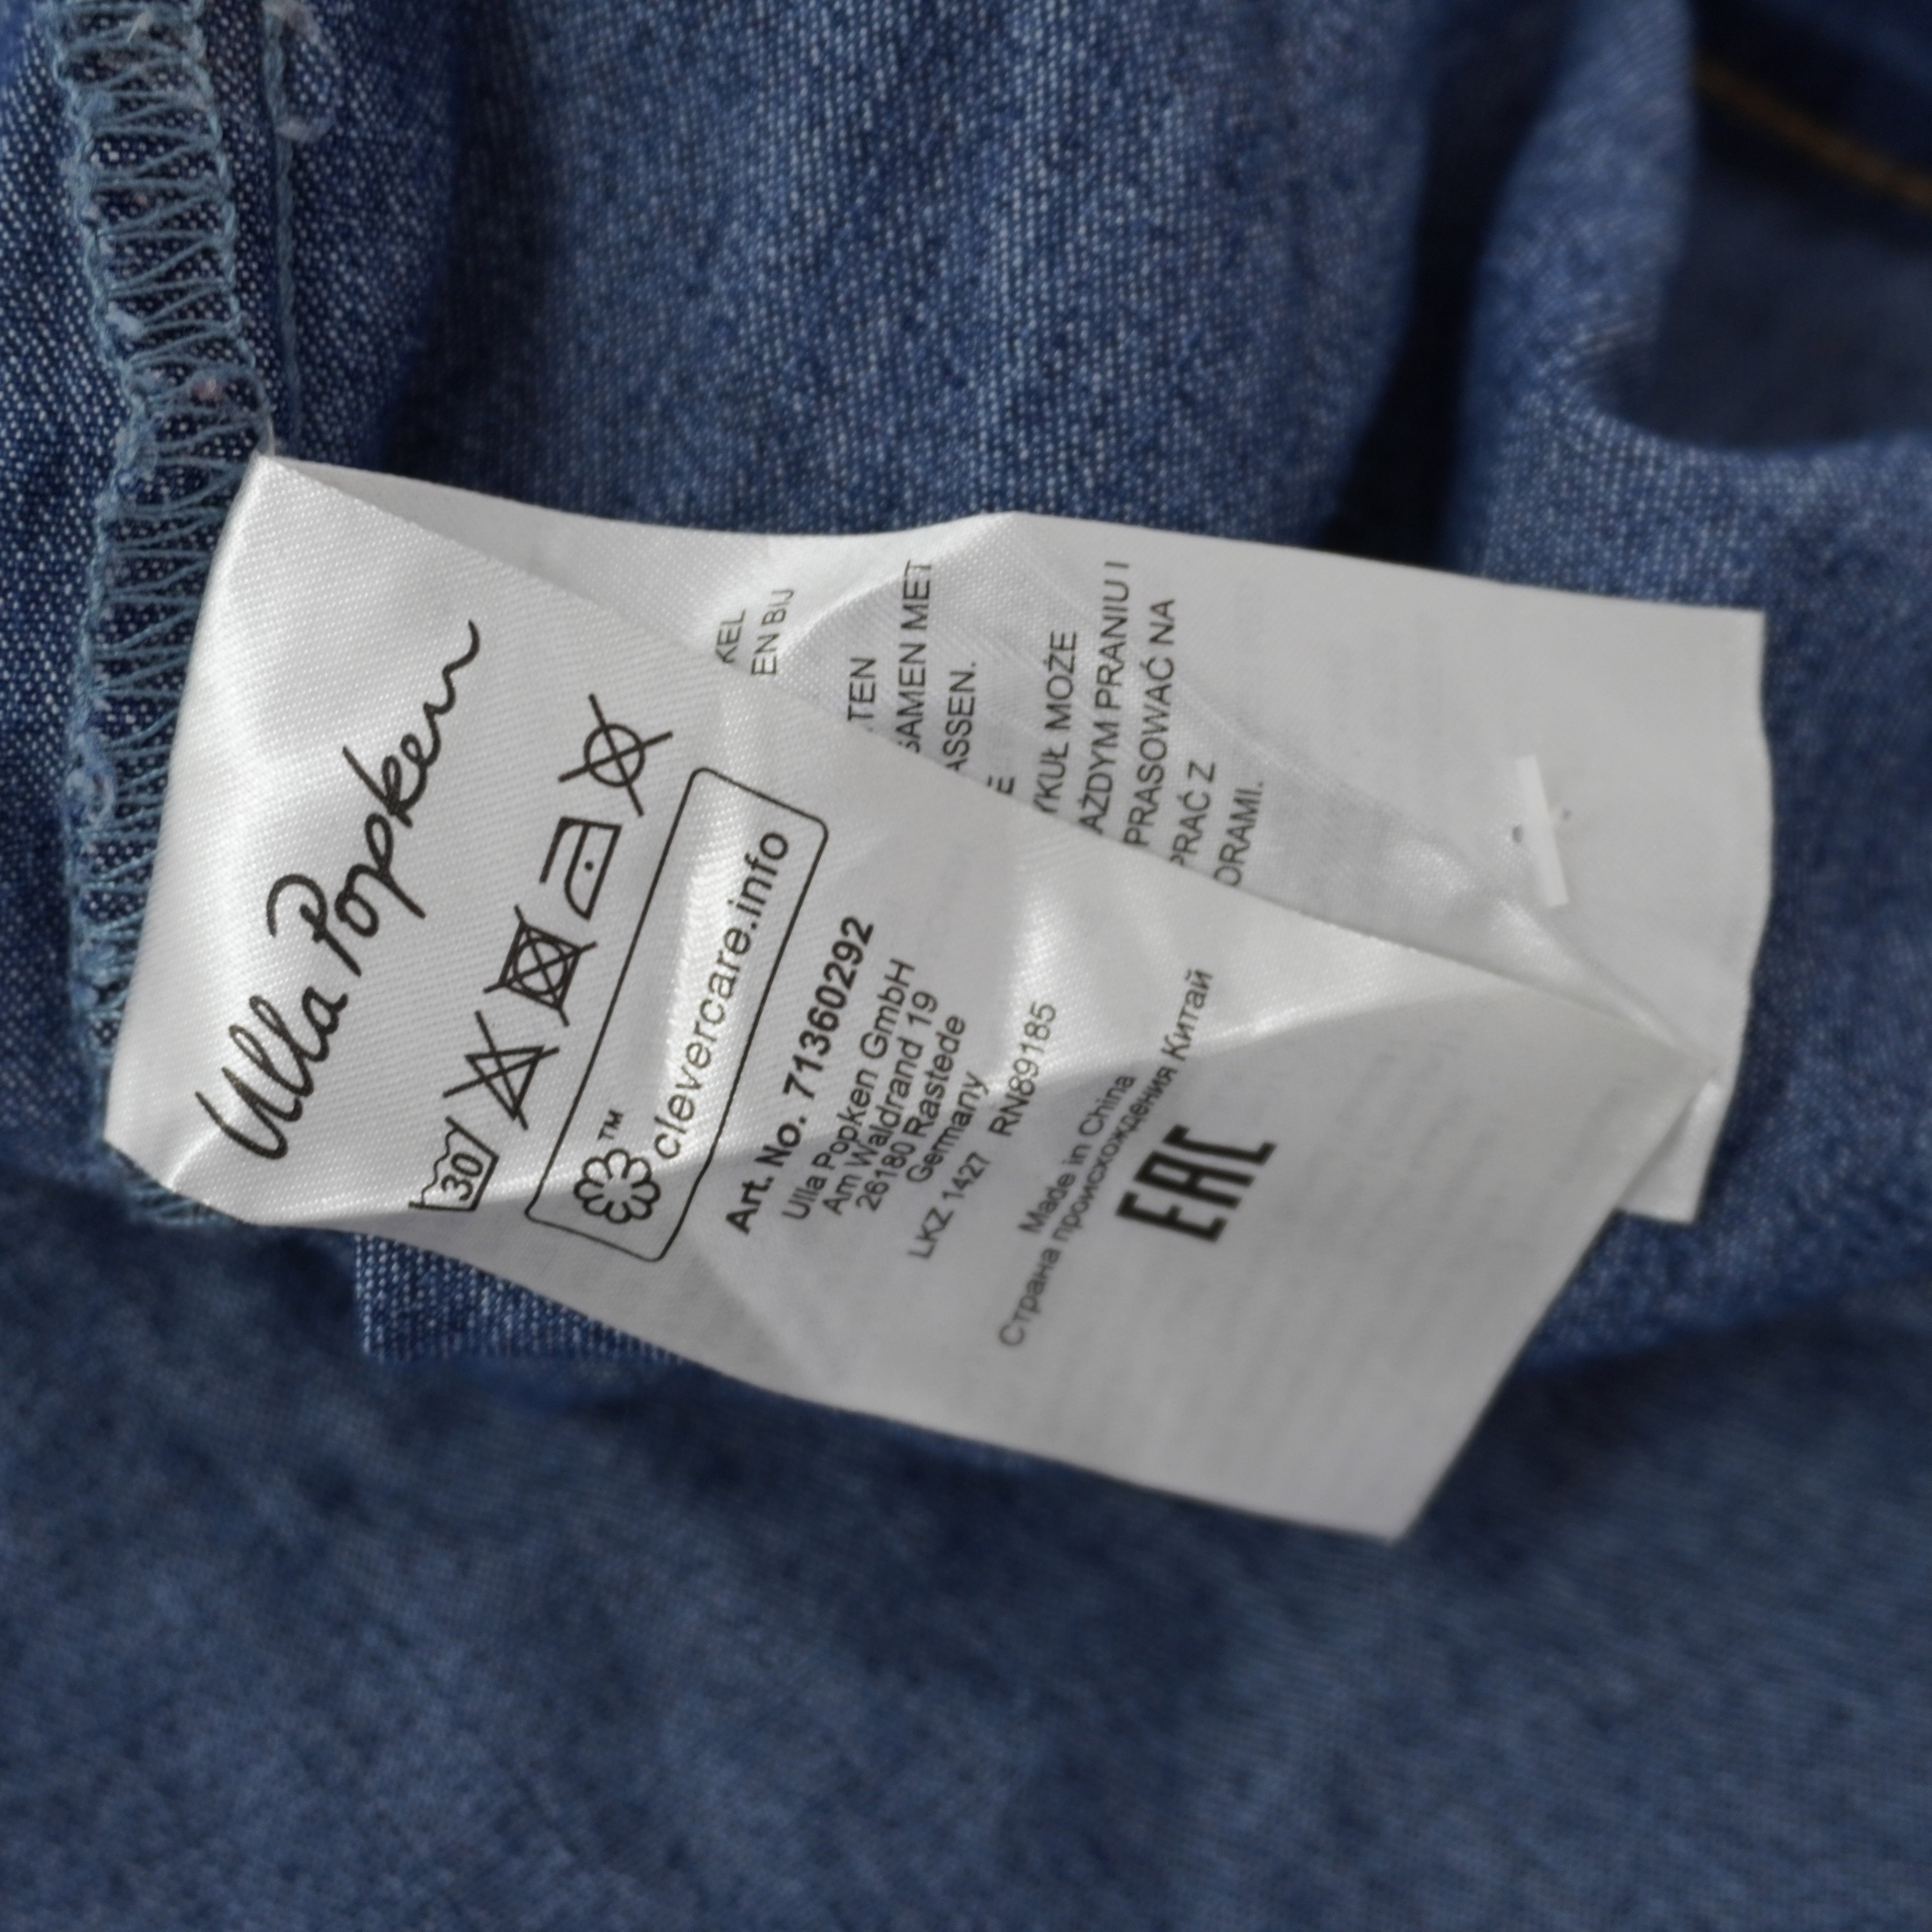 Ulla Popken
30
™
clevercare.info
Art. No. 71360292
Ulla Popken GmbH
Am Waldrand 19
26180 Rastede
Germany
LKZ 1427 RN89185
Made in China
Страна происхождения Китай
EAC
KEL
EN BIJ
TEN
SAMEN MET
ASSEN.
E
YKUŁ MOŻE
AŻDYM PRANIU I
PRASOWAĆ NA
PRAĆ Z
ORAMI.